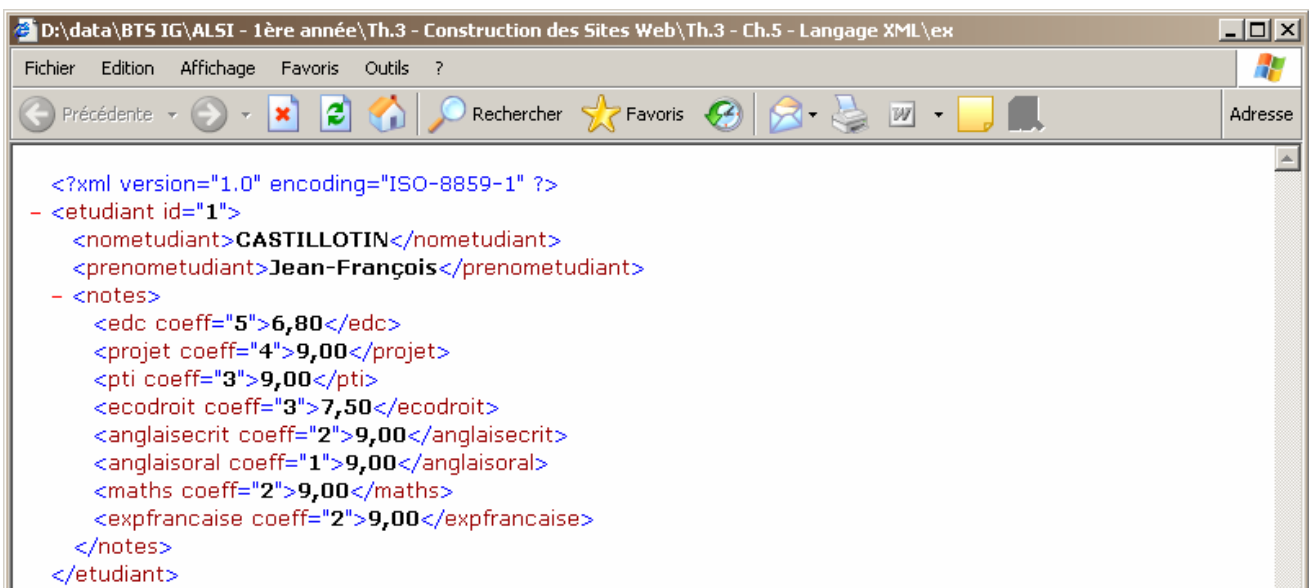 D:\data\BTS IG\ALSI - 1ère année\Th.3 - Construction des Sites Web\Th.3 - Ch.5 - Langage XML\ex
Fichier Edition Affichage Favoris Outils ?
Précédente Rechercher Favoris W Adresse
<?xml version="1.0" encoding="ISO-8859-1" ?>
- <etudiant id="1">
<nometudiant>CASTILLOTIN</nometudiant>
<prenometudiant>Jean-François</prenometudiant>
- <notes>
<edc coeff="5">6,80</edc>
<projet coeff="4">9,00</projet>
<pti coeff="3">9,00</pti>
<ecodroit coeff="3">7,50</ecodroit>
<anglaisecrit coeff="2">9,00</anglaisecrit>
<anglaisoral coeff="1">9,00</anglaisoral>
<maths coeff="2">9,00</maths>
<expfrancaise coeff="2">9,00</expfrancaise>
</notes>
</etudiant>